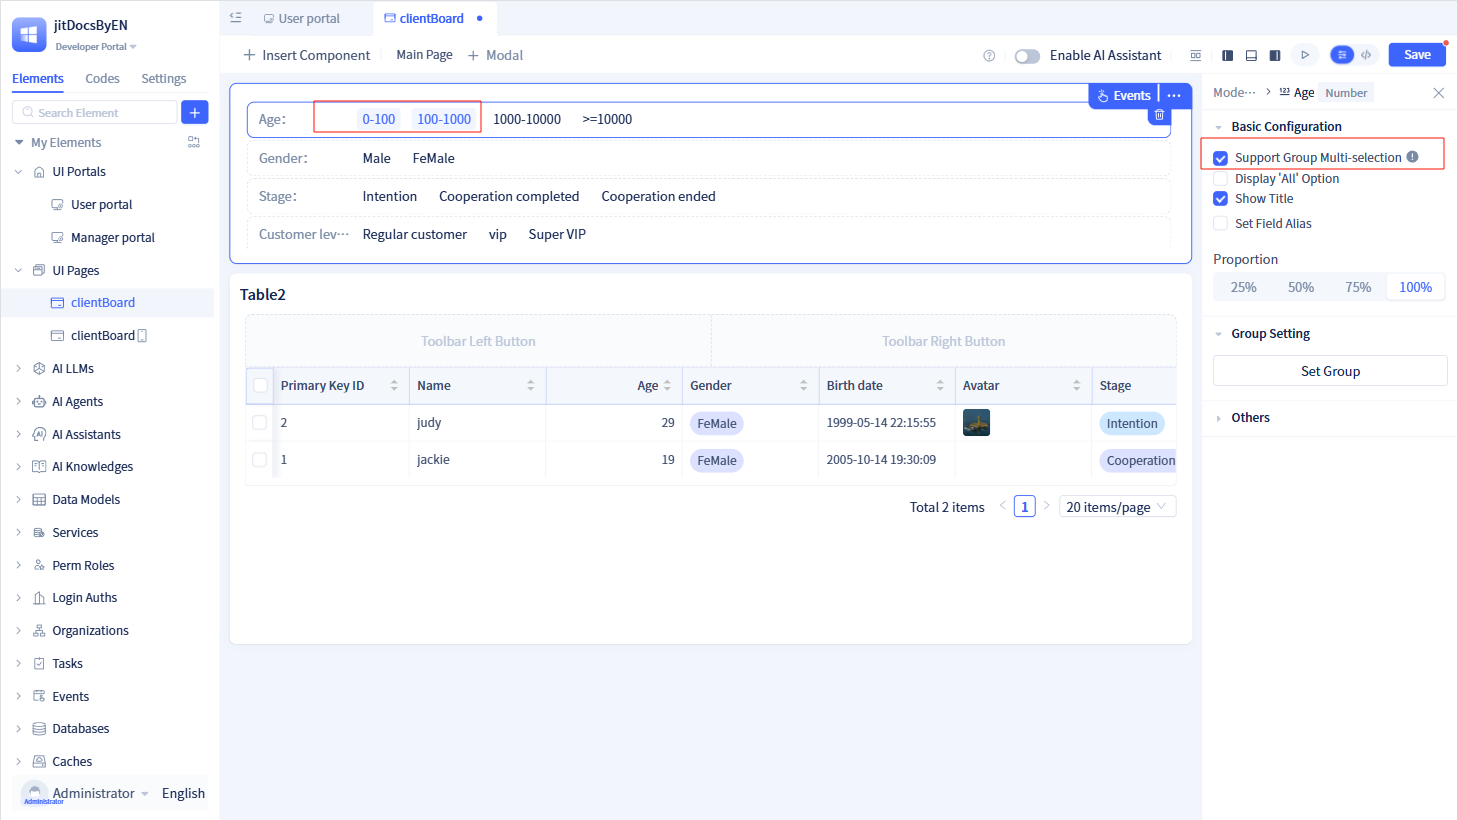 jitDocsByEN
Developer Portal
Elements Codes Settings
Search Element
My Elements
UI Portals
User portal
Manager portal
UI Pages
clientBoard
clientBoard
AI LLMs
AI Agents
AI Assistants
AI Knowledges
Data Models
Services
Perm Roles
Login Auths
Organizations
Tasks
Events
Databases
Caches
Administrator
Administrator English
User portal clientBoard
Insert Component Main Page Modal
Enable AI Assistant
Save
Events
Age: 0-100 100-1000 1000-10000 >=10000
Gender: Male FeMale
Stage: Intention Cooperation completed Cooperation ended
Customer lev··· Regular customer vip Super VIP
Table2
Toolbar Left Button Toolbar Right Button
Primary Key ID Name Age Gender Birth date Avatar Stage
2 judy 29 FeMale 1999-05-14 22:15:55 Intention
1 jackie 19 FeMale 2005-10-14 19:30:09 Cooperation
Total 2 items 1 20 items/page
Mode··· Age Number
Basic Configuration
Support Group Multi-selection
Display 'All' Option
Show Title
Set Field Alias
Proportion
25% 50% 75% 100%
Group Setting
Set Group
Others